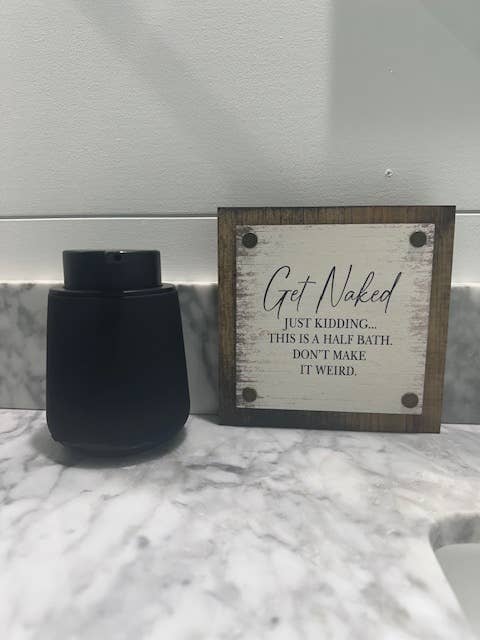 Get Naked
JUST KIDDING...
THIS IS A HALF BATH.
DON'T MAKE
IT WEIRD.